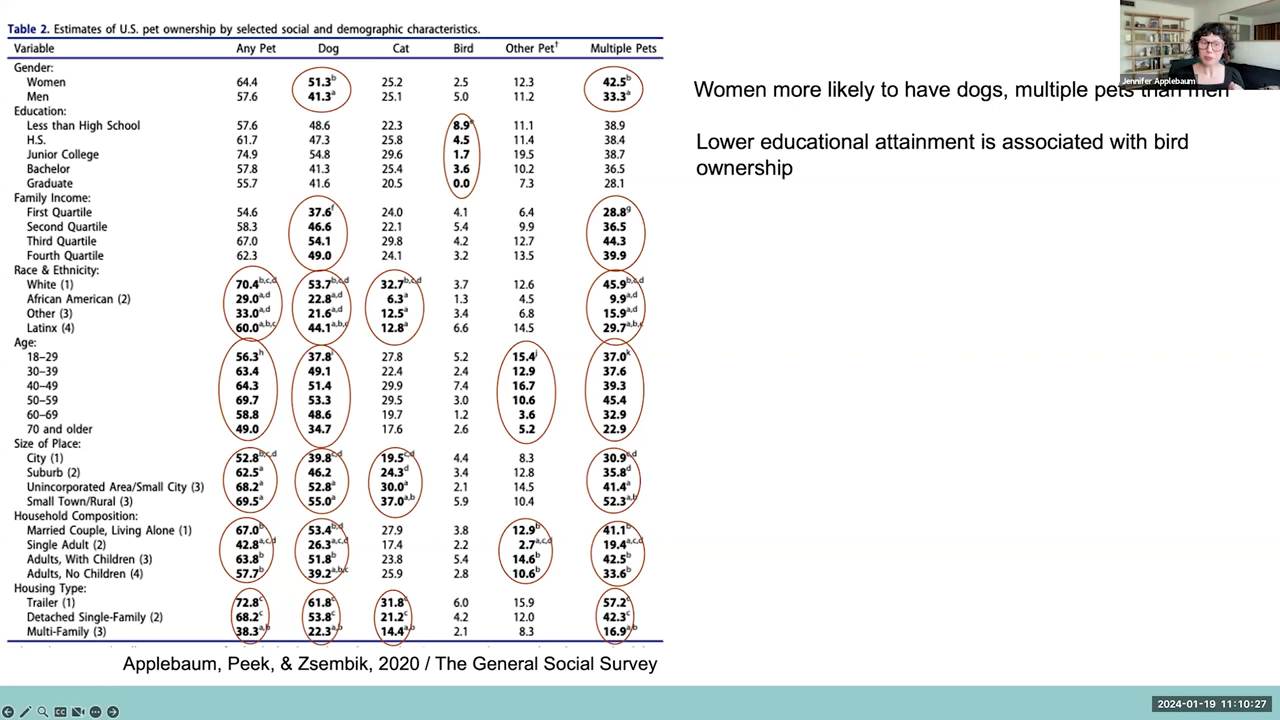 Table 2. Estimates of U.S. pet ownership by selected social and demographic characteristics.
Variable Any Pet Dog Cat Bird Other Pet† Multiple Pets
Gender:
Women 64.4 51.3b 25.2 2.5 12.3 42.5b
Men 57.6 41.3a 25.1 5.0 11.2 33.3a
Education:
Less than High School 57.6 48.6 22.3 8.9e 11.1 38.9
H.S. 61.7 47.3 25.8 4.5 11.4 38.4
Junior College 74.9 54.8 29.6 1.7 19.5 38.7
Bachelor 57.8 41.3 25.4 3.6 10.2 36.5
Graduate 55.7 41.6 20.5 0.0 7.3 28.1
Family Income:
First Quartile 54.6 37.6f 24.0 4.1 6.4 28.8g
Second Quartile 58.3 46.6 22.1 5.4 9.9 36.5
Third Quartile 67.0 54.1 29.8 4.2 12.7 44.3
Fourth Quartile 62.3 49.0 24.1 3.2 13.5 39.9
Race & Ethnicity:
White (1) 70.4b,c,d 53.7b,c,d 32.7b,c,d 3.7 12.6 45.9b,c,d
African American (2) 29.0a,d 22.8a,d 6.3a 1.3 4.5 9.9a,d
Other (3) 33.0a,d 21.6a,d 12.5a 3.4 6.8 15.9a,d
Latinx (4) 60.0a,b,c 44.1a,b,c 12.8a 6.6 14.5 29.7a,b,c
Age:
18–29 56.3h 37.8i 27.8 5.2 15.4j 37.0k
30–39 63.4 49.1 22.4 2.4 12.9 37.6
40–49 64.3 51.4 29.9 7.4 16.7 39.3
50–59 69.7 53.3 29.5 3.0 10.6 45.4
60–69 58.8 48.6 19.7 1.2 3.6 32.9
70 and older 49.0 34.7 17.6 2.6 5.2 22.9
Size of Place:
City (1) 52.8b,c,d 39.8c,d 19.5c,d 4.4 8.3 30.9c,d
Suburb (2) 62.5a 46.2 24.3d 3.4 12.8 35.8d
Unincorporated Area/Small City (3) 68.2a 52.8a 30.0a 2.1 14.5 41.4a
Small Town/Rural (3) 69.5a 55.0a 37.0a,b 5.9 10.4 52.3a,b
Household Composition:
Married Couple, Living Alone (1) 67.0b 53.4b,d 27.9 3.8 12.9b 41.1b
Single Adult (2) 42.8a,c,d 26.3a,c,d 17.4 2.2 2.7a,c,d 19.4a,c,d
Adults, With Children (3) 63.8b 51.8b 23.8 5.4 14.6b 42.5b
Adults, No Children (4) 57.7b 39.2a,b,c 25.9 2.8 10.6b 33.6b
Housing Type:
Trailer (1) 72.8c 61.8c 31.8c 6.0 15.9 57.2c
Detached Single-Family (2) 68.2c 53.8c 21.2c 4.2 12.0 42.3c
Multi-Family (3) 38.3a,b 22.3a,b 14.4a,b 2.1 8.3 16.9a,b
Applebaum, Peek, & Zsembik, 2020 / The General Social Survey
Jennifer Applebaum
Women more likely to have dogs, multiple pets than men
Lower educational attainment is associated with bird
ownership
2024-01-19 11:10:27